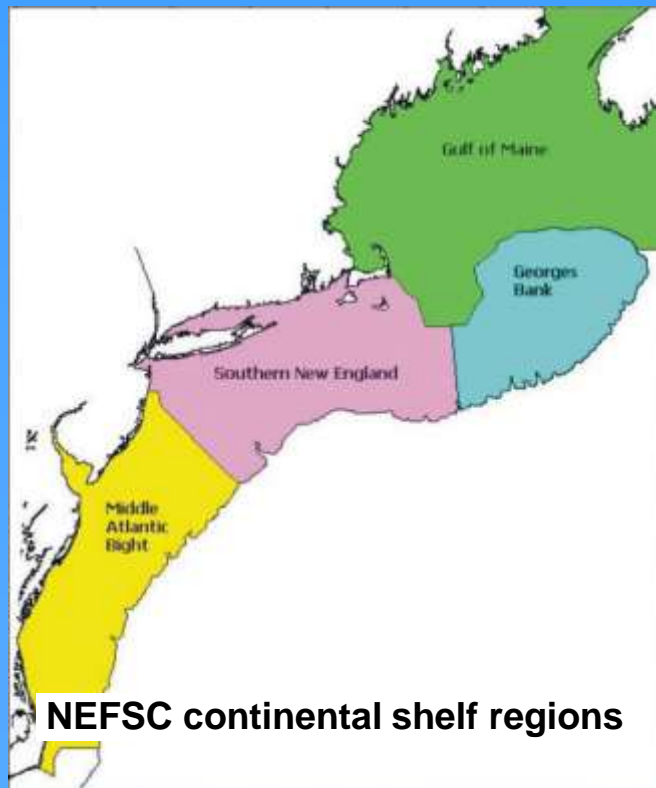 Gulf of Maine
Georges
Bank
Southern New England
Middle
Atlantic
Bight
NEFSC continental shelf regions